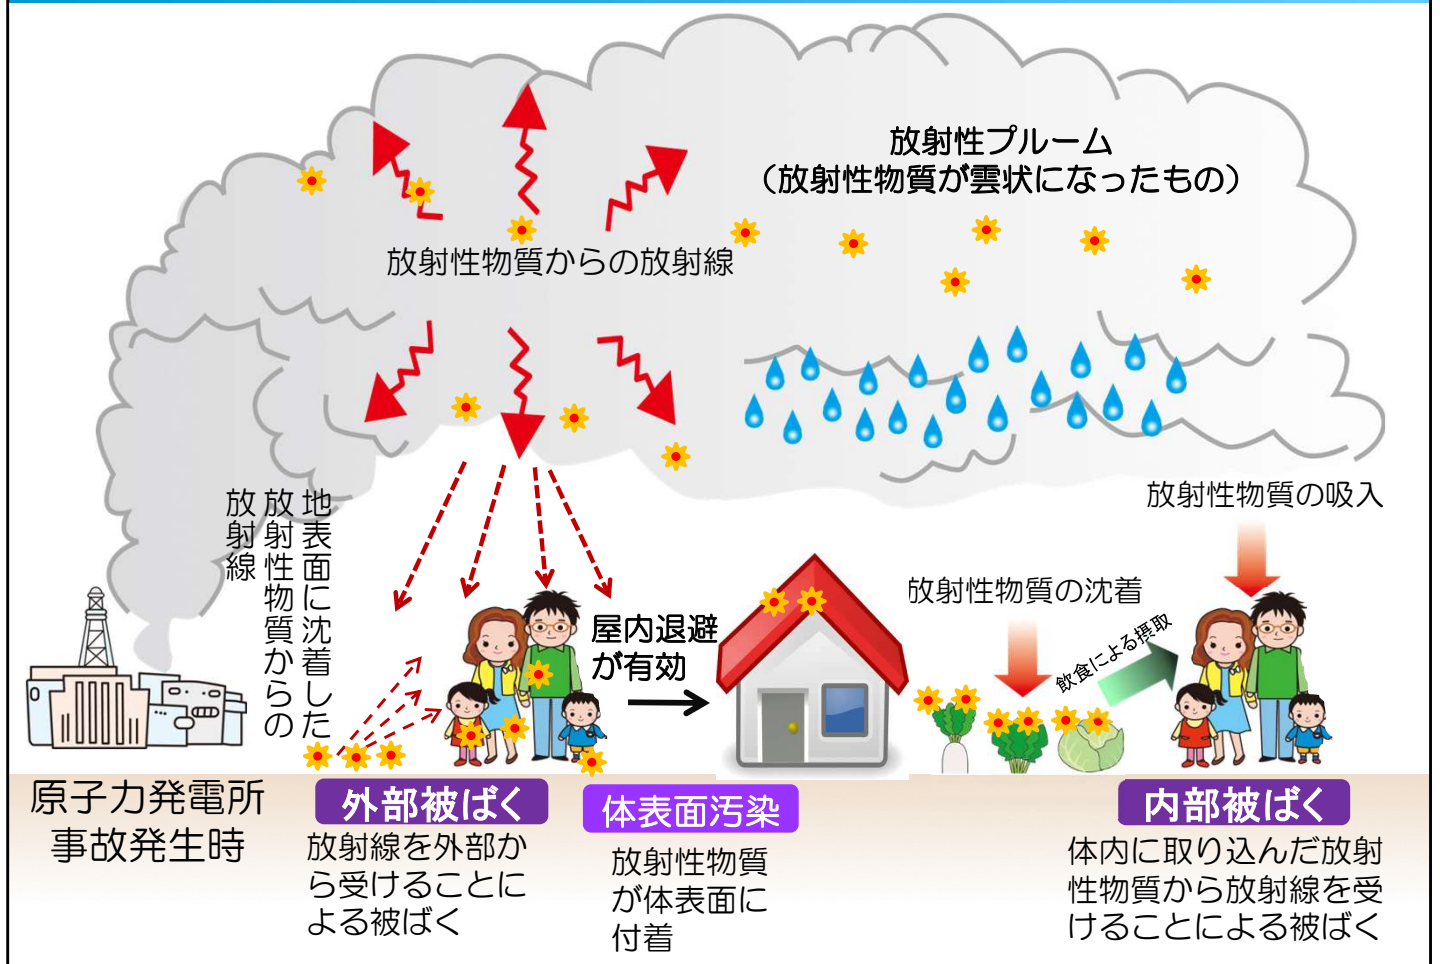 放射性プルーム
（放射性物質が雲状になったもの）
放射性物質からの放射線
地表面に沈着した
放射性物質からの
放射線
放射性物質の吸入
放射性物質の沈着
飲食による摂取
屋内退避
が有効
原子力発電所
事故発生時
外部被ばく
放射線を外部か
ら受けることに
よる被ばく
体表面汚染
放射性物質
が体表面に
付着
内部被ばく
体内に取り込んだ放射
性物質から放射線を受
けることによる被ばく